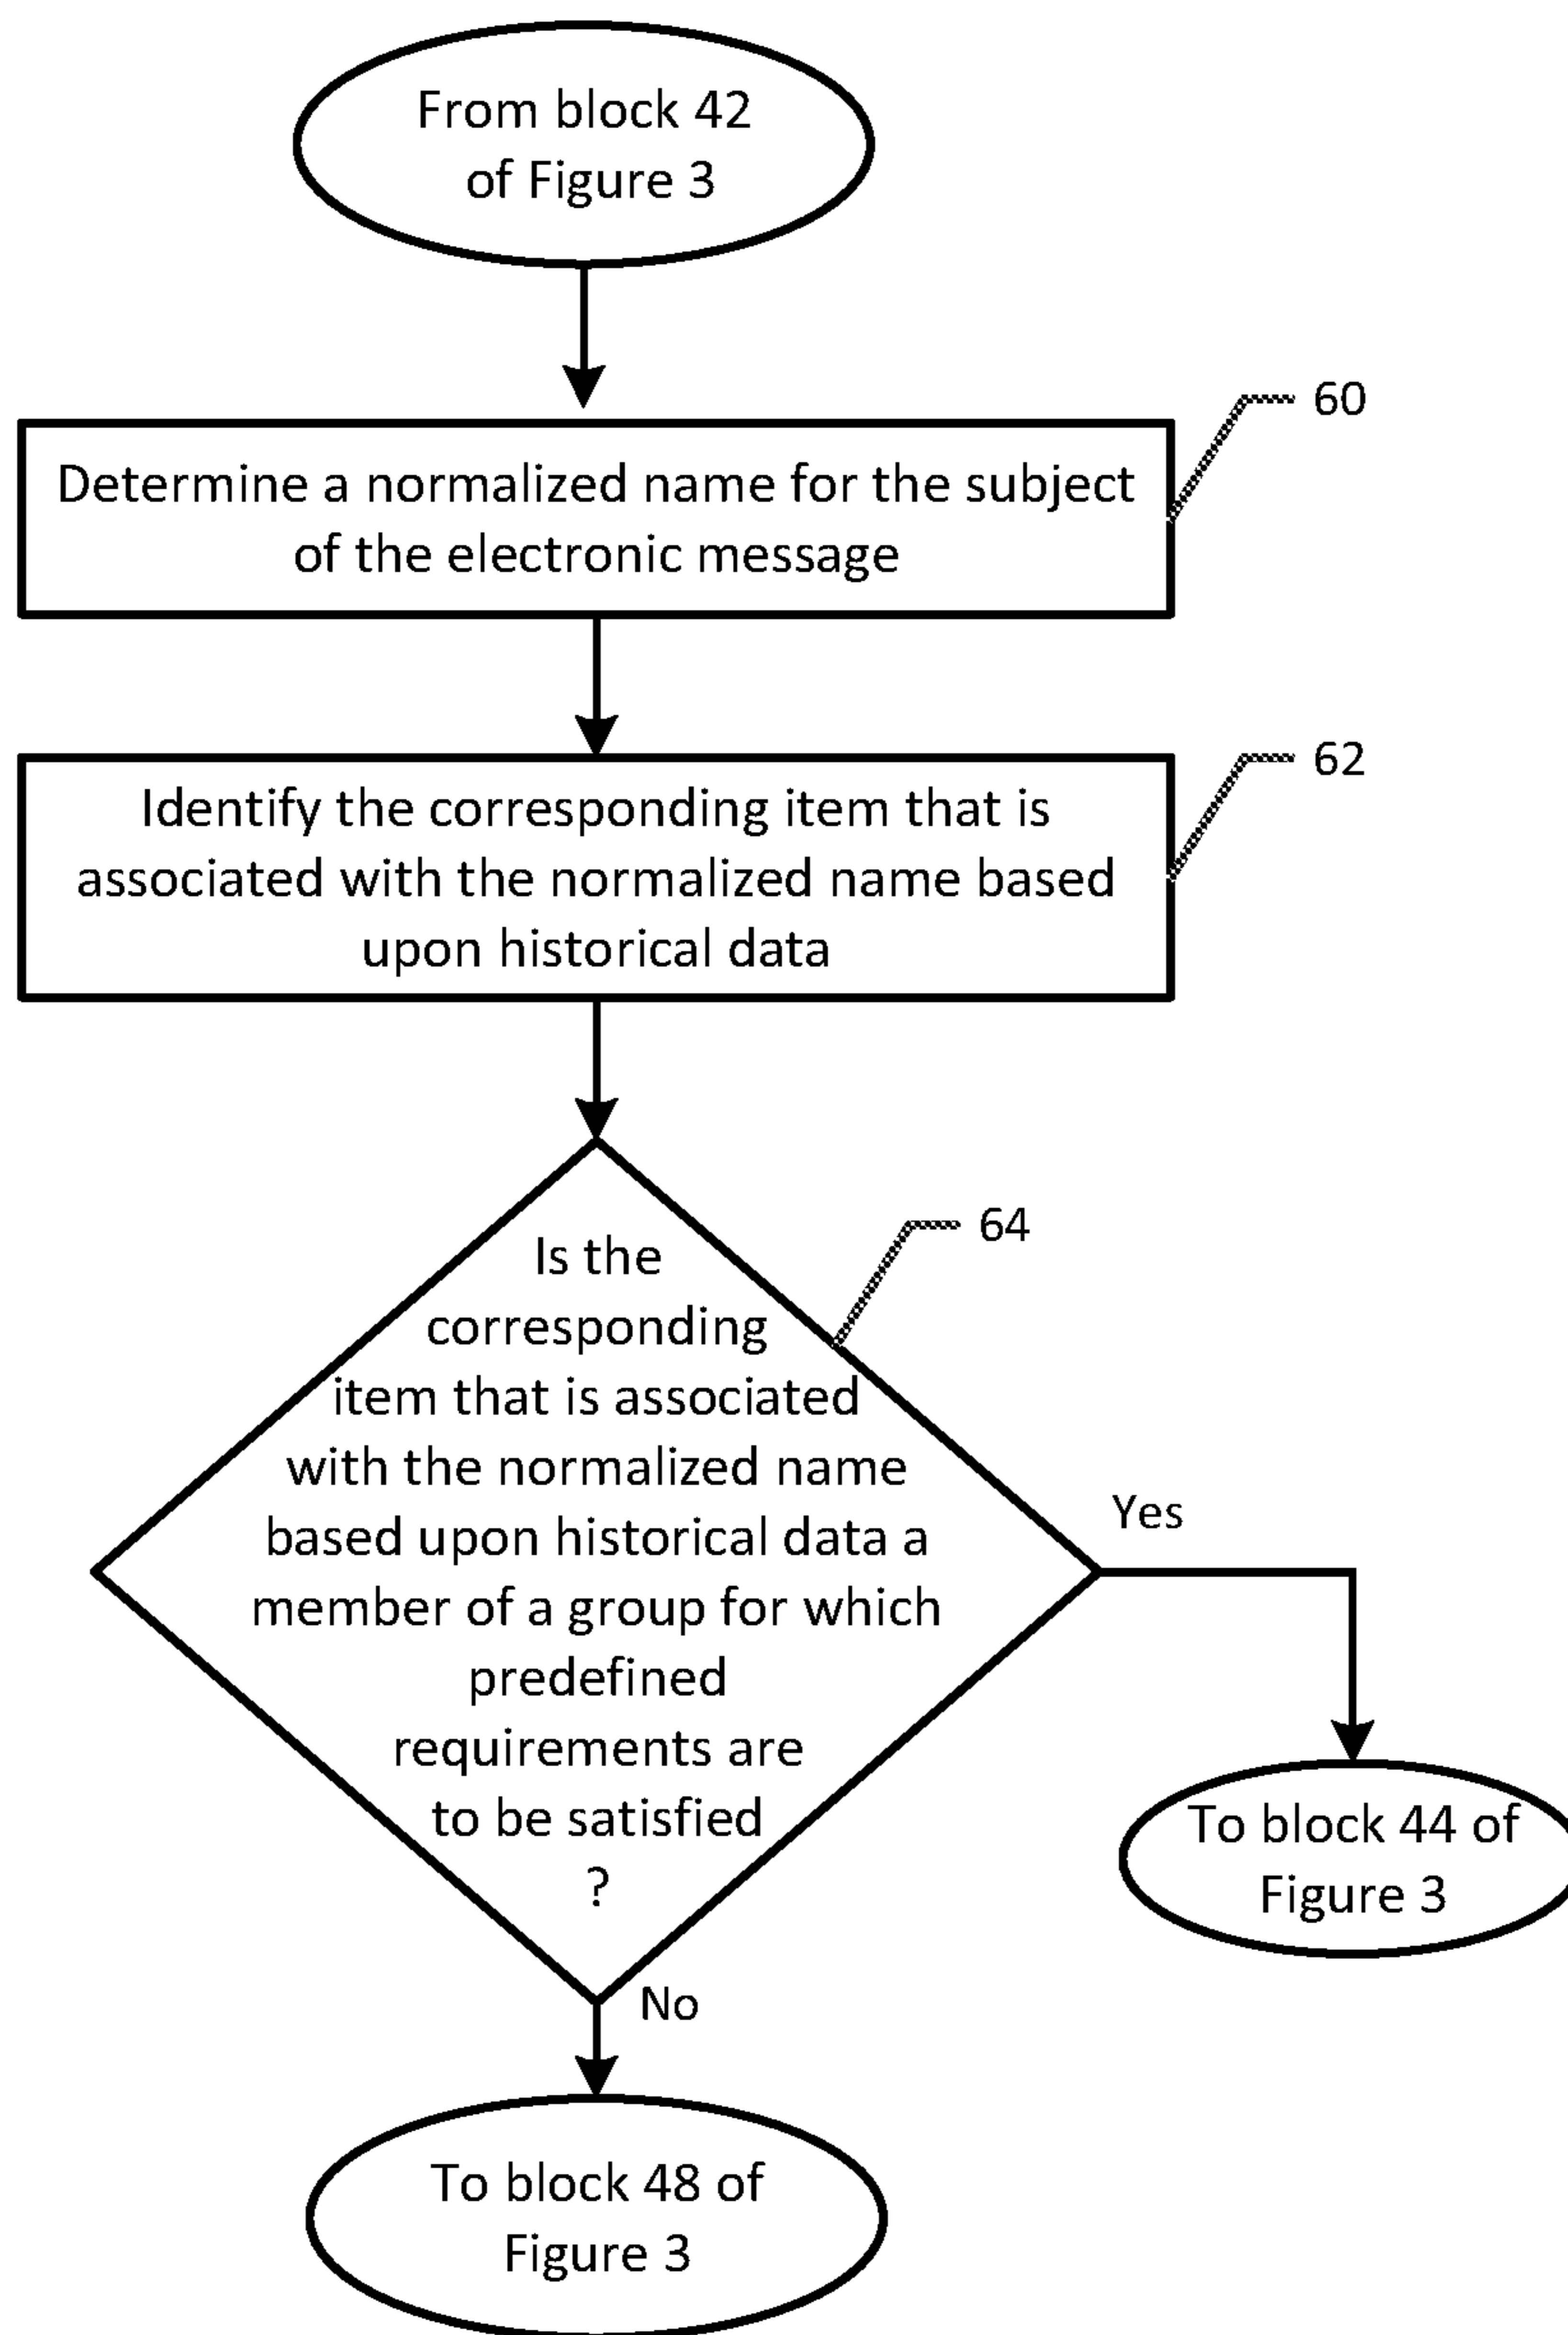 From block 42
of Figure 3
60
Determine a normalized name for the subject
of the electronic message
62
Identify the corresponding item that is
associated with the normalized name based
upon historical data
64
Is the
corresponding
item that is associated
with the normalized name
based upon historical data a
member of a group for which
predefined
requirements are
to be satisfied
?
Yes
To block 44 of
Figure 3
No
To block 48 of
Figure 3